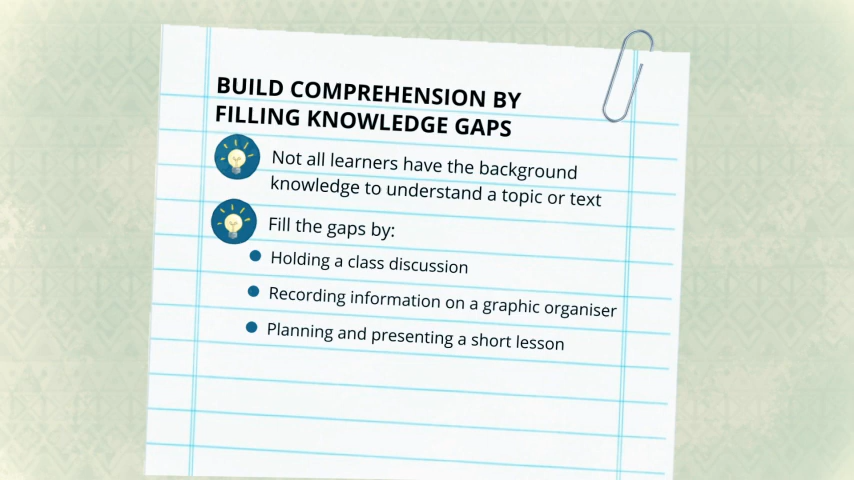 BUILD COMPREHENSION BY
FILLING KNOWLEDGE GAPS
Not all learners have the background
knowledge to understand a topic or text
Fill the gaps by:
Holding a class discussion
Recording information on a graphic organiser
Planning and presenting a short lesson